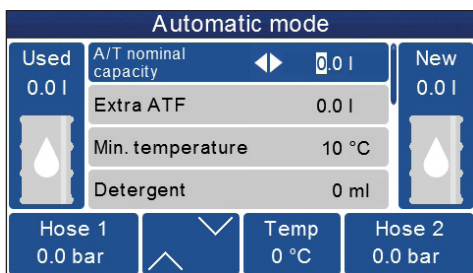 Automatic mode
Used
0.0 l
A/T nominal
capacity
0.0 l
Extra ATF
0.0 l
Min. temperature
10 °C
Detergent
0 ml
New
0.0 l
Hose 1
0.0 bar
Temp
0 °C
Hose 2
0.0 bar